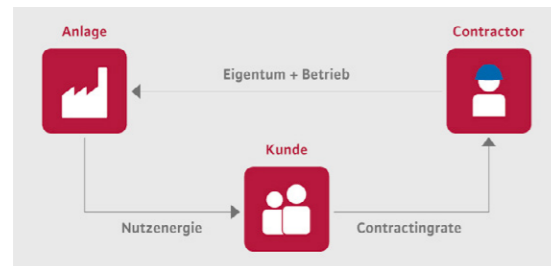 Anlage
Contractor
Eigentum + Betrieb
Kunde
Nutzenergie
Contractingrate